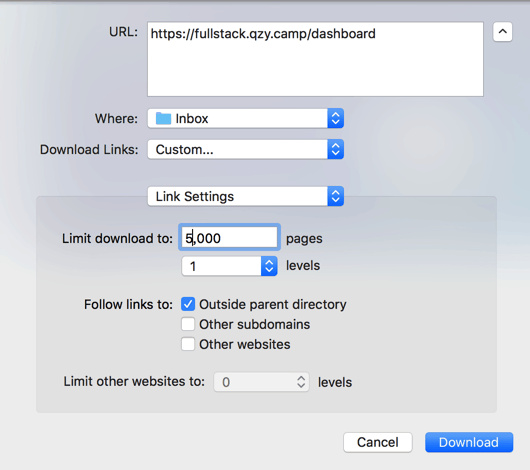 URL: https://fullstack.qzy.camp/dashboard
Where: Inbox
Download Links: Custom...
Link Settings
Limit download to: 5,000 pages
1 levels
Follow links to: Outside parent directory
Other subdomains
Other websites
Limit other websites to: 0 levels
Cancel Download